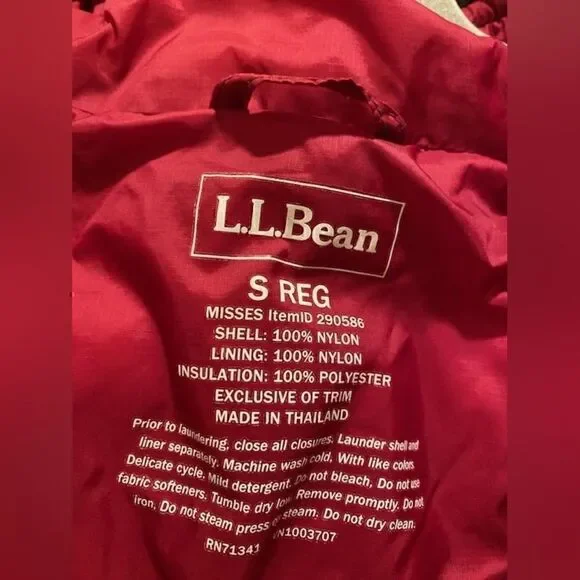 L.L.Bean
S REG
MISSES ItemID 290586
SHELL: 100% NYLON
LINING: 100% NYLON
INSULATION: 100% POLYESTER
EXCLUSIVE OF TRIM
MADE IN THAILAND
Prior to laundering, close all closures. Launder shell and
liner separately. Machine wash cold, With like colors.
Delicate cycle. Mild detergent. Do not bleach, Do not use
fabric softeners. Tumble dry low. Remove promptly. Do not
iron, Do not steam press or steam. Do not dry clean.
RN71341 VN1003707